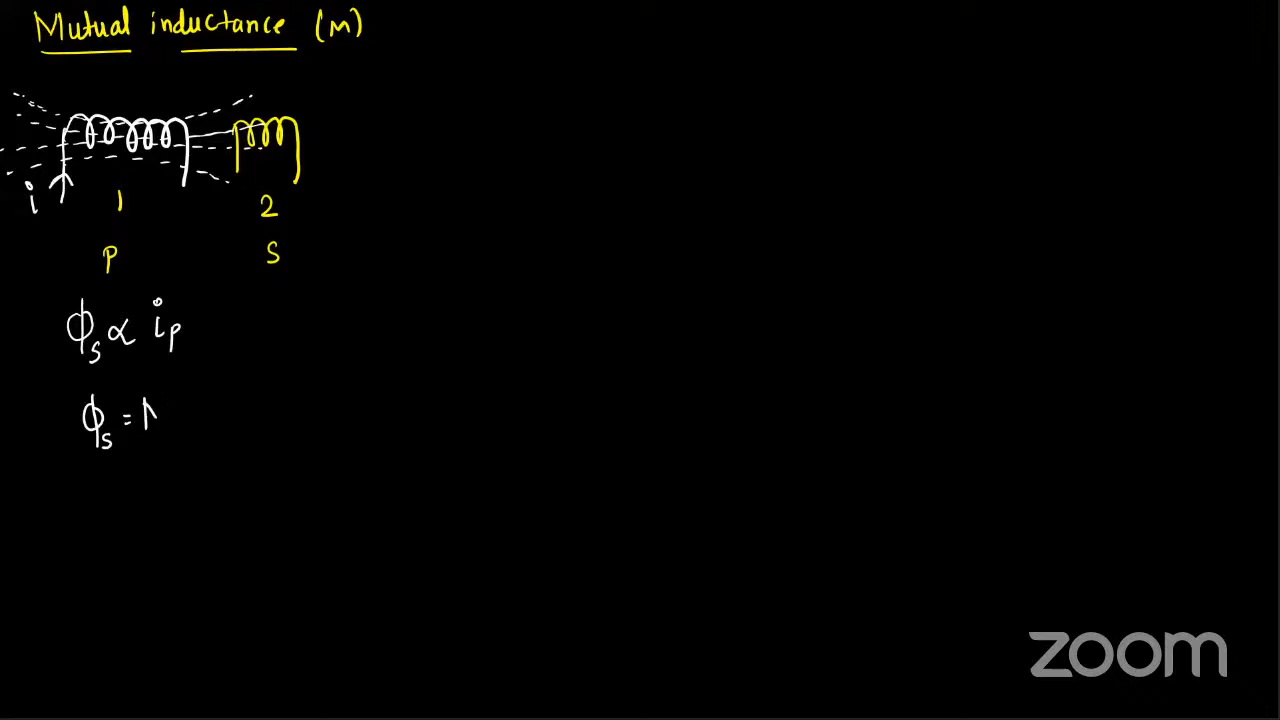 Mutual inductance (M)
i
1
2
P
S
ϕs ∝ ip
ϕs =
zoom